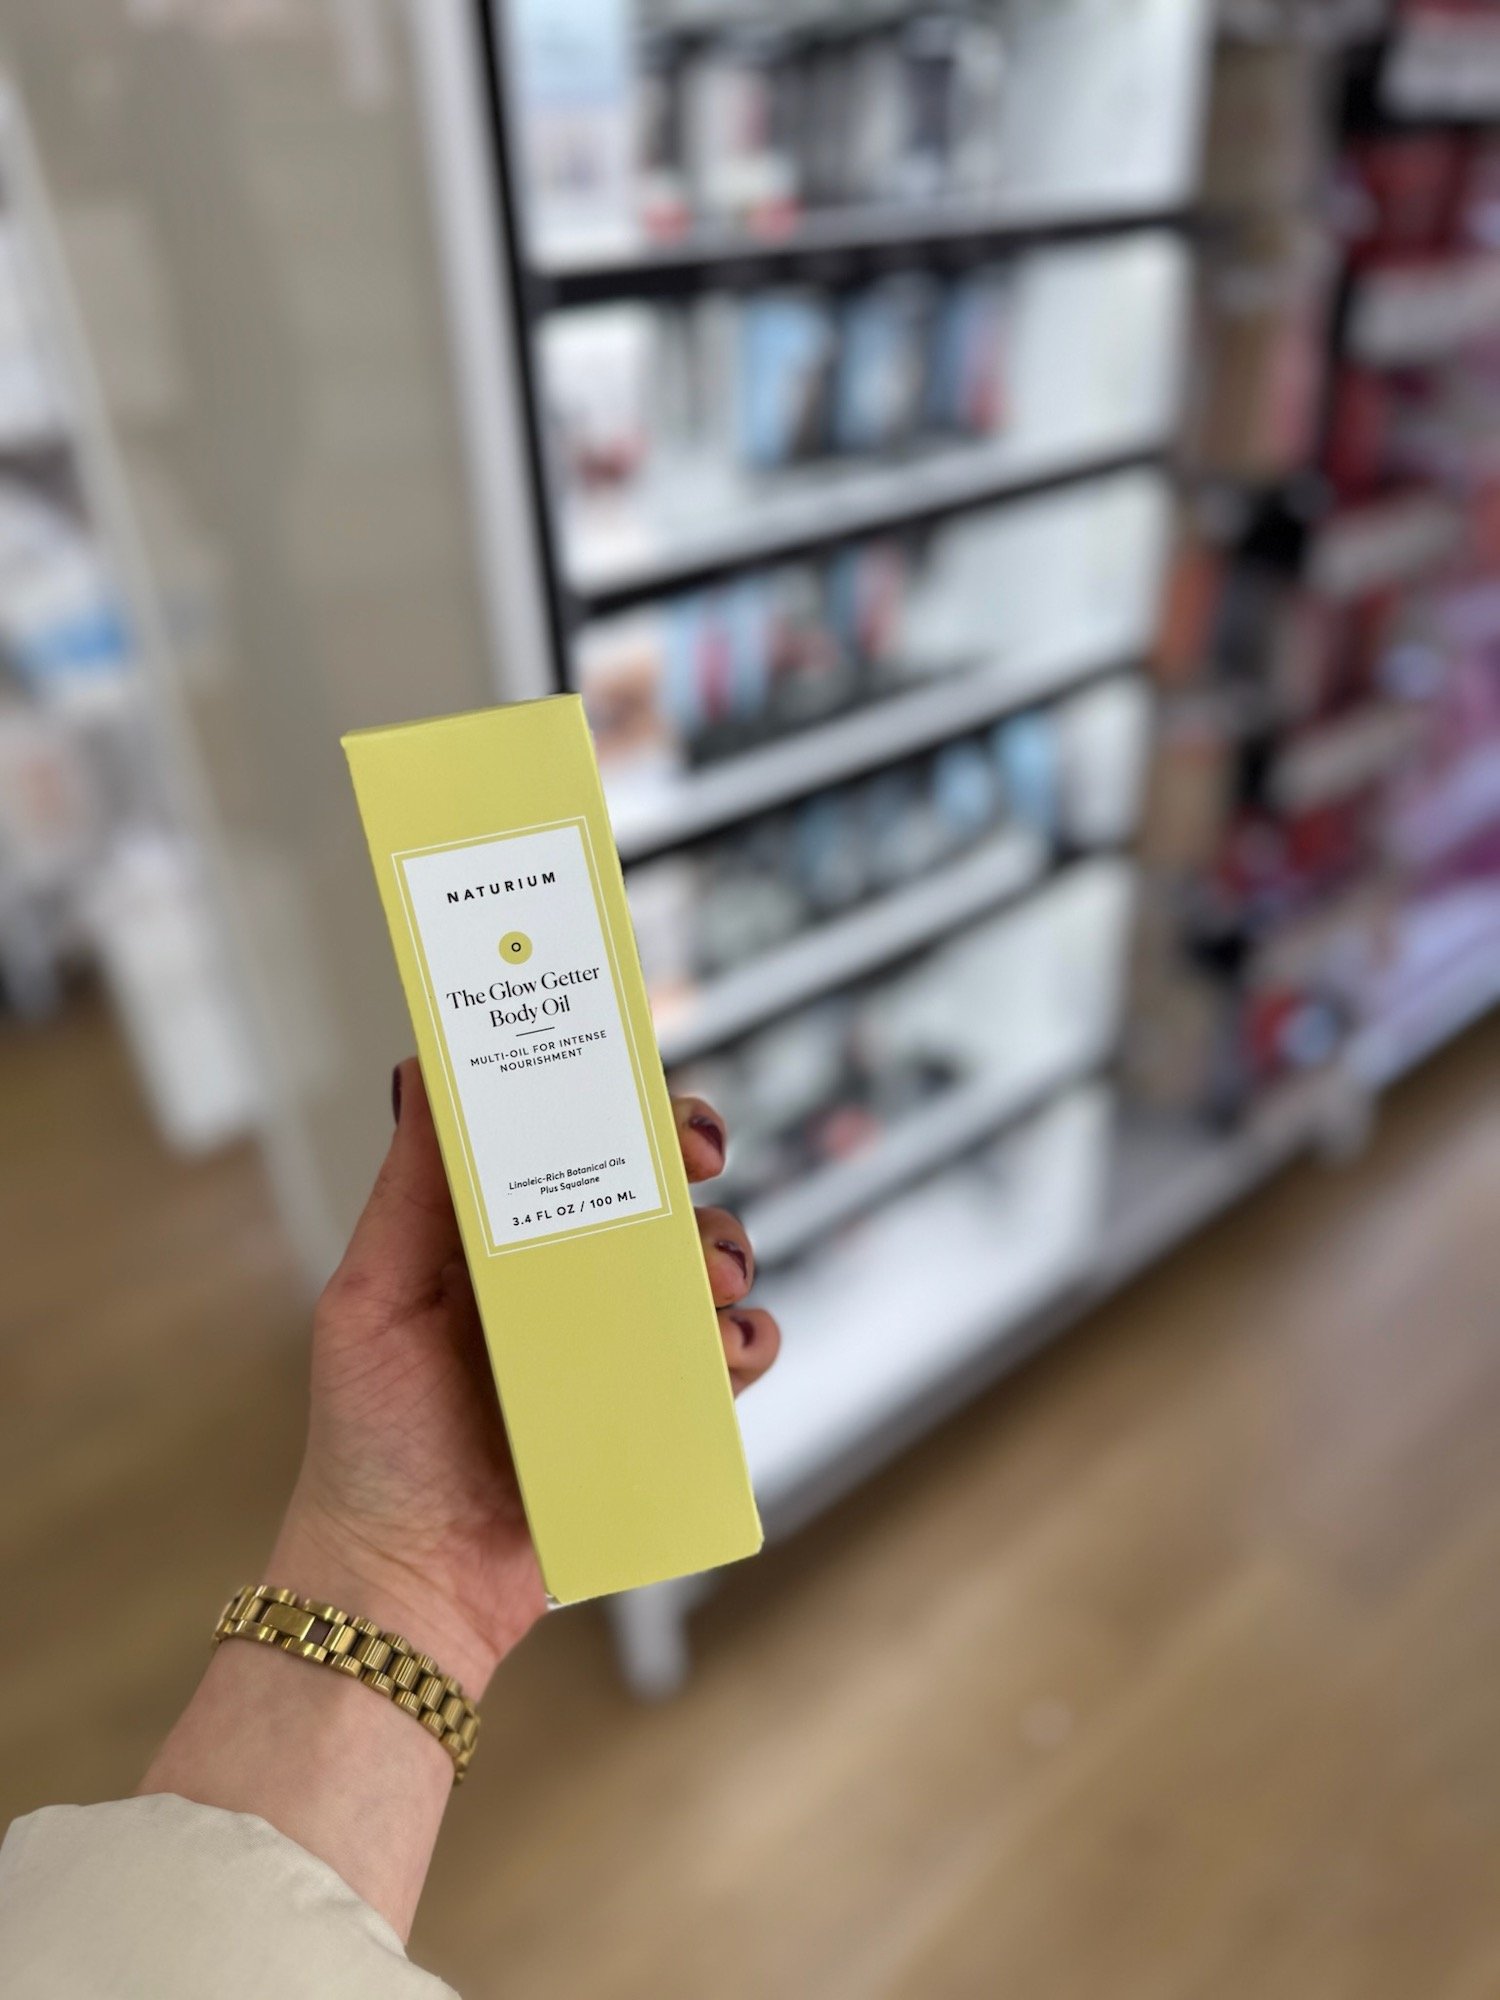 NATURIUM
The Glow Getter
Body Oil
MULTI-OIL FOR INTENSE
NOURISHMENT
Linoleic-Rich Botanical Oils
Plus Squalane
3.4 FL OZ / 100 ML